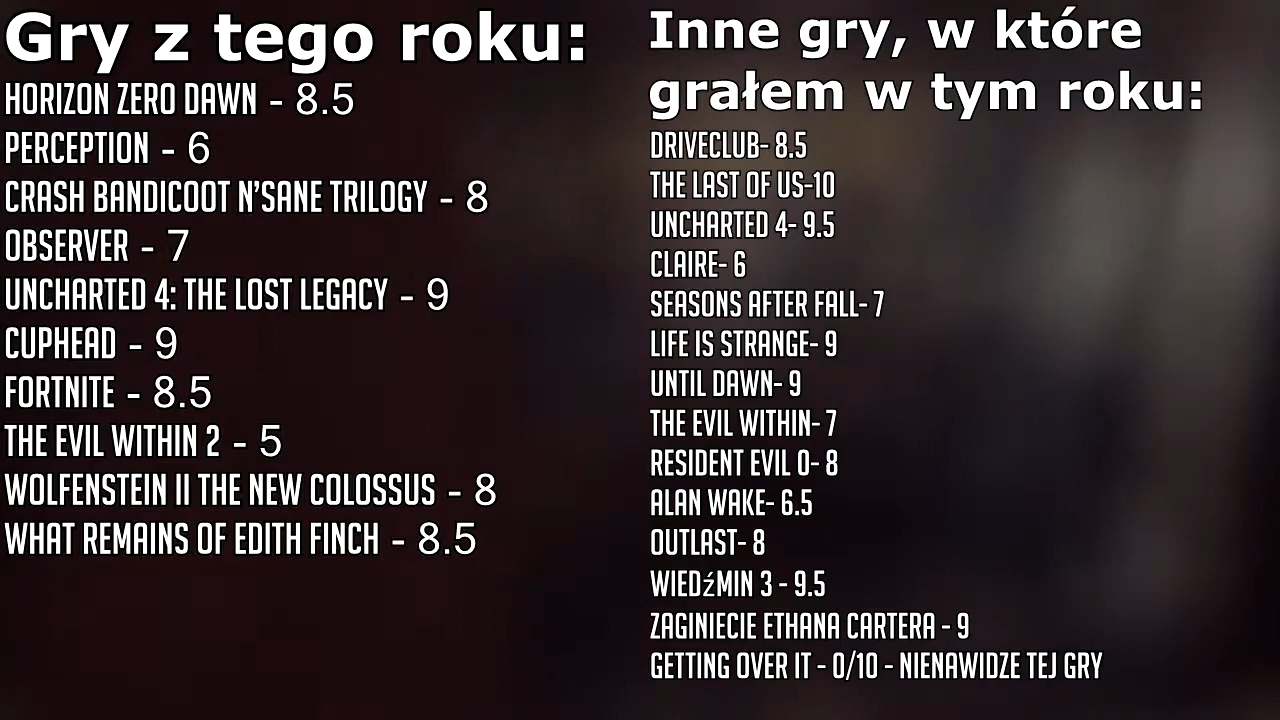 Gry z tego roku:
HORIZON ZERO DAWN - 8.5
PERCEPTION - 6
CRASH BANDICOOT N'SANE TRILOGY - 8
OBSERVER - 7
UNCHARTED 4: THE LOST LEGACY - 9
CUPHEAD - 9
FORTNITE - 8.5
THE EVIL WITHIN 2 - 5
WOLFENSTEIN II THE NEW COLOSSUS - 8
WHAT REMAINS OF EDITH FINCH - 8.5
Inne gry, w które
grałem w tym roku:
DRIVECLUB- 8.5
THE LAST OF US-10
UNCHARTED 4- 9.5
CLAIRE- 6
SEASONS AFTER FALL- 7
LIFE IS STRANGE- 9
UNTIL DAWN- 9
THE EVIL WITHIN- 7
RESIDENT EVIL 0- 8
ALAN WAKE- 6.5
OUTLAST- 8
WIEDźMIN 3 - 9.5
ZAGINIECIE ETHANA CARTERA - 9
GETTING OVER IT - 0/10 - NIENAWIDZE TEJ GRY